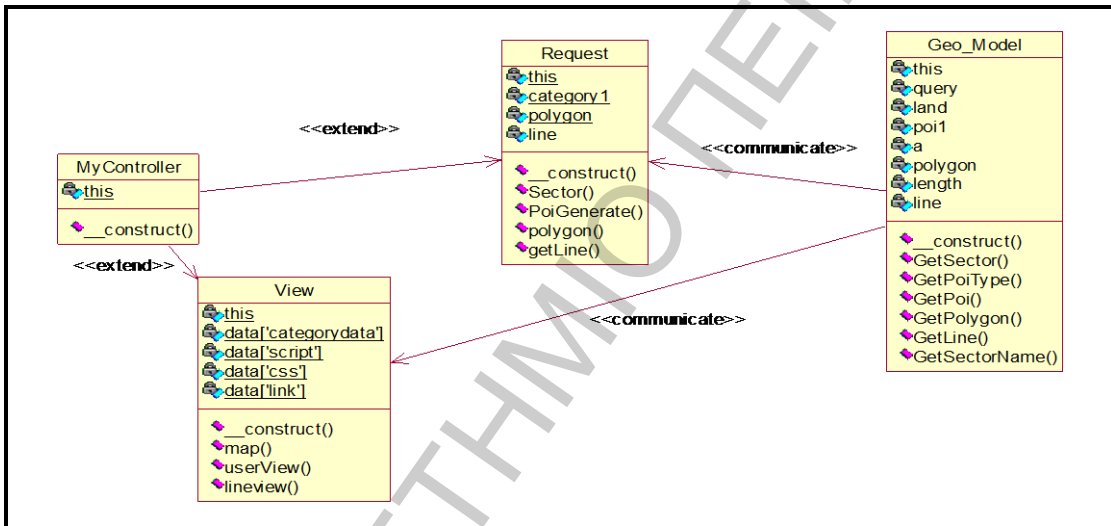 Request
this
category1
polygon
line
__construct()
Sector()
PoiGenerate()
polygon()
getLine()
Geo_Model
this
query
land
poi1
a
polygon
length
line
__construct()
GetSector()
GetPoiType()
GetPoi()
GetPolygon()
GetLine()
GetSectorName()
<<extend>>
<<communicate>>
MyController
this
__construct()
<<extend>>
View
this
data['categorydata']
data['script']
data['css']
data['link']
__construct()
map()
userView()
lineview()
<<communicate>>
ΣΤΗΜΙΟ ΠΕ